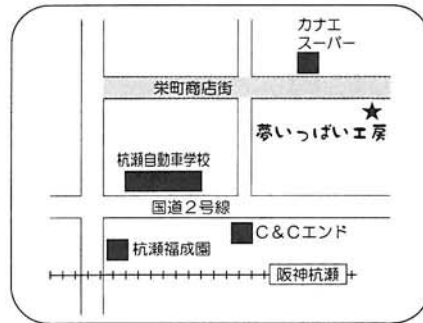 カナエ
スーパー
栄町商店街
夢いっぱい工房
杭瀬自動車学校
国道2号線
C&Cエンド
杭瀬福成園
阪神杭瀬